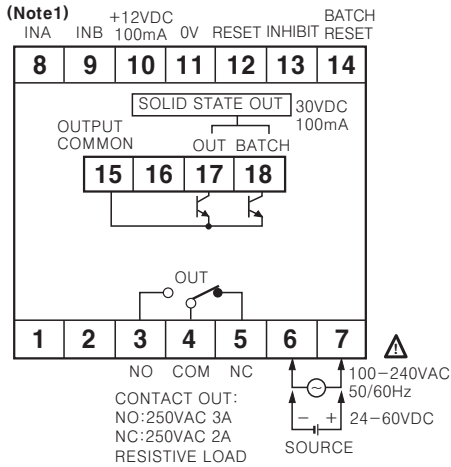 (Note1)
INA INB +12VDC 100mA 0V RESET INHIBIT BATCH RESET
8 9 10 11 12 13 14
SOLID STATE OUT 30VDC 100mA
OUTPUT COMMON OUT BATCH
15 16 17 18
OUT
1 2 3 4 5 6 7
NO COM NC
100-240VAC
50/60Hz
− + 24-60VDC
SOURCE
CONTACT OUT:
NO:250VAC 3A
NC:250VAC 2A
RESISTIVE LOAD